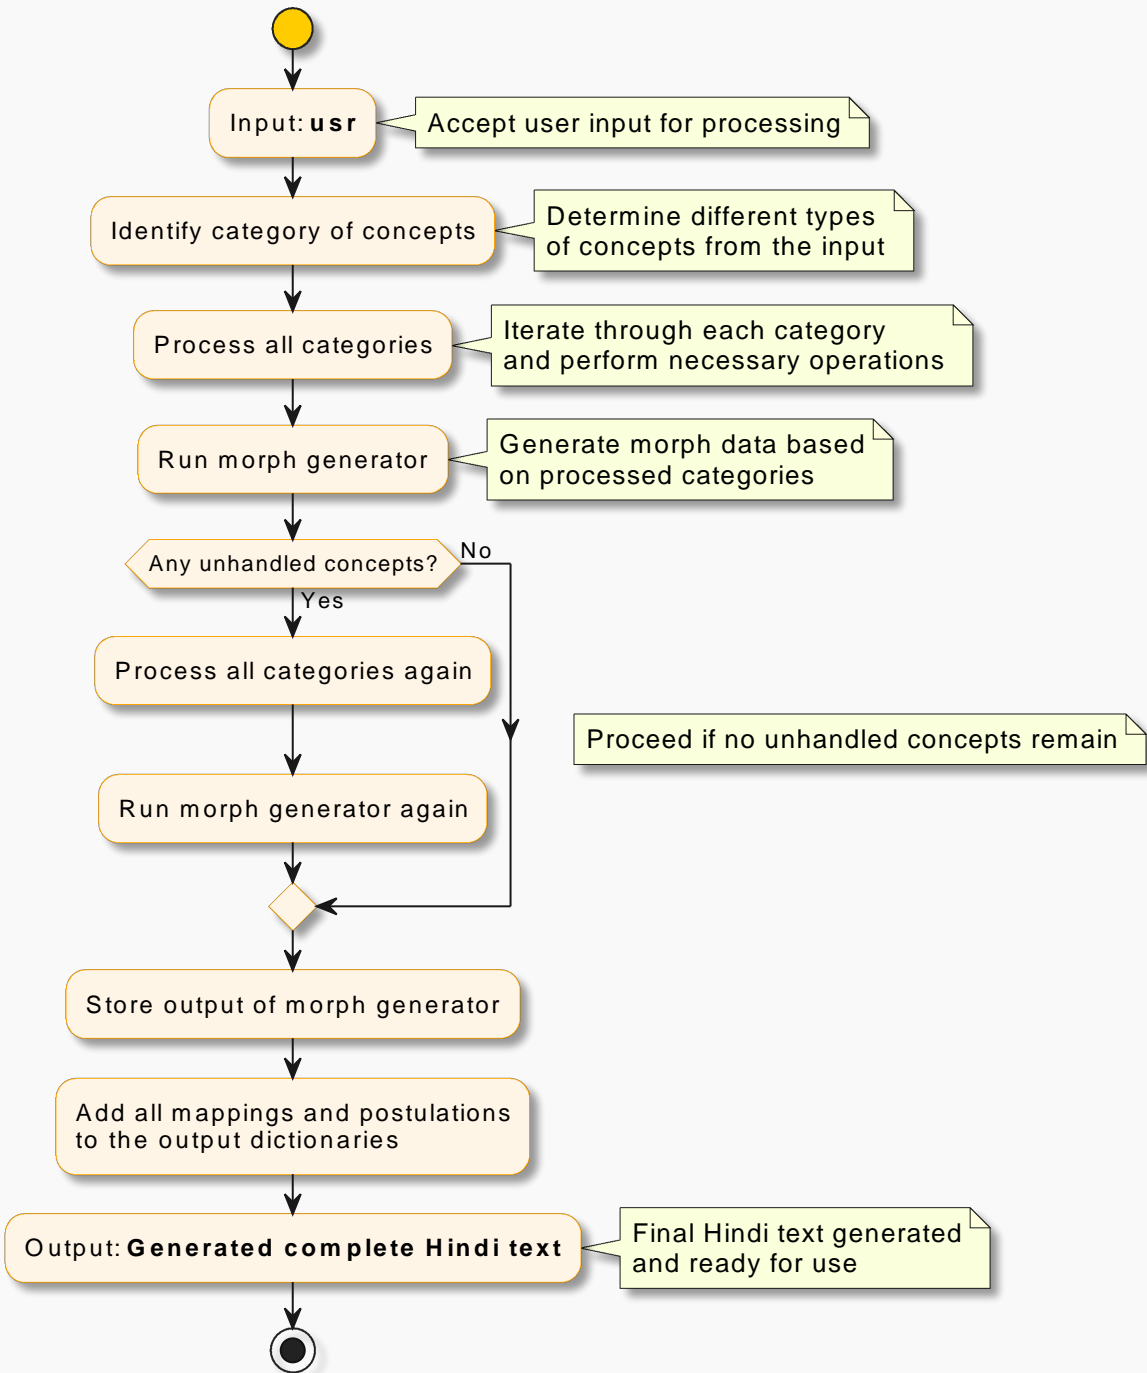 Input: usr
Accept user input for processing
Identify category of concepts
Determine different types
of concepts from the input
Process all categories
Iterate through each category
and perform necessary operations
Run morph generator
Generate morph data based
on processed categories
Any unhandled concepts?
No
Yes
Process all categories again
Proceed if no unhandled concepts remain
Run morph generator again
Store output of morph generator
Add all mappings and postulations
to the output dictionaries
Output: Generated complete Hindi text
Final Hindi text generated
and ready for use